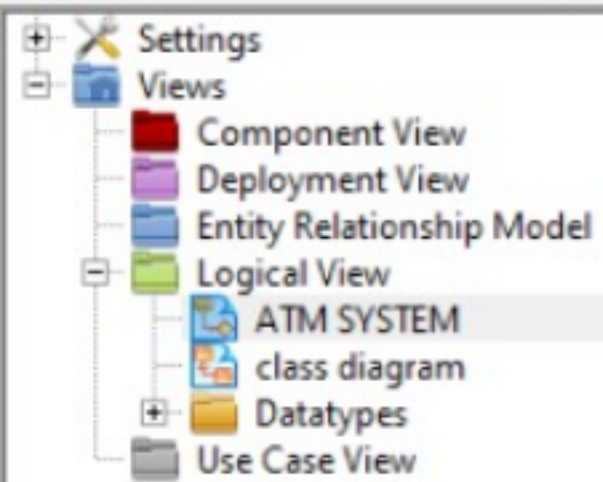 Settings
Views
Component View
Deployment View
Entity Relationship Model
Logical View
ATM SYSTEM
class diagram
Datatypes
Use Case View